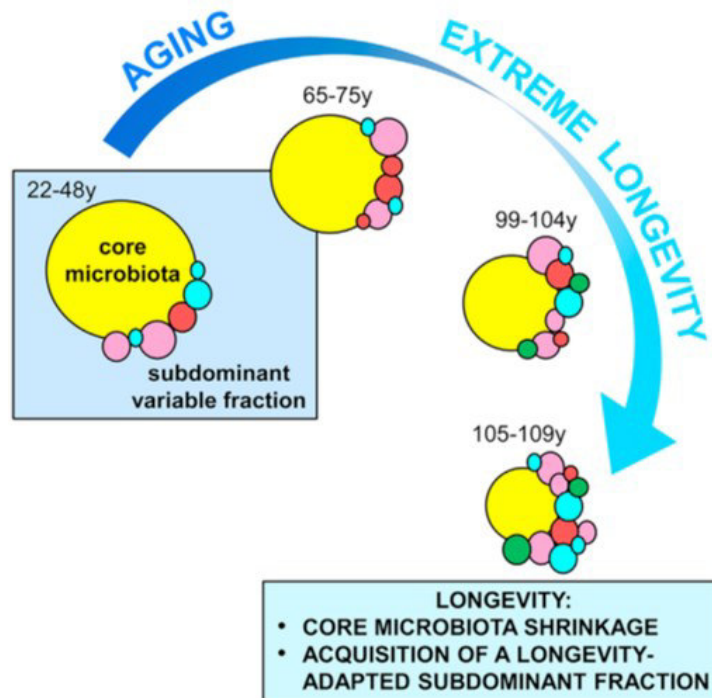 AGING
EXTREME LONGEVITY
65-75y
22-48y
core
microbiota
subdominant
variable fraction
99-104y
105-109y
LONGEVITY:
• CORE MICROBIOTA SHRINKAGE
• ACQUISITION OF A LONGEVITY-
ADAPTED SUBDOMINANT FRACTION